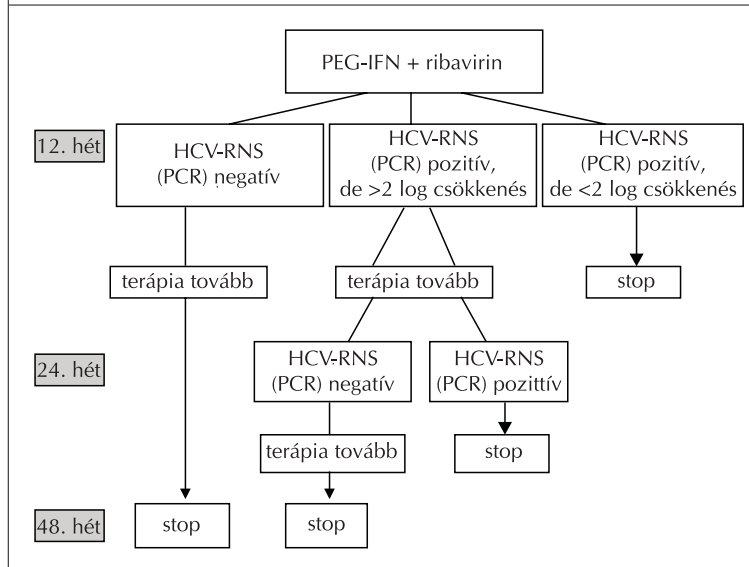 PEG-IFN + ribavirin
12. hét
HCV-RNS
(PCR) negatív
HCV-RNS
(PCR) pozitív,
de >2 log csökkenés
HCV-RNS
(PCR) pozitív,
de <2 log csökkenés
terápia tovább
terápia tovább
stop
24. hét
HCV-RNS
(PCR) negatív
HCV-RNS
(PCR) pozittív
terápia tovább
stop
48. hét
stop
stop